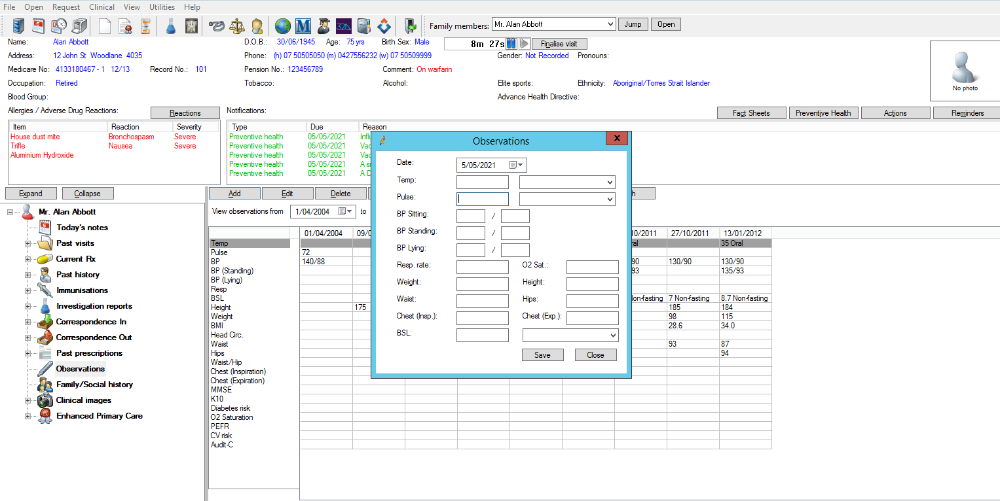 File Open Request Clinical View Utilities Help
Family members: Mr. Alan Abbott Jump Open
Name: Alan Abbott D.O.B.: 30/06/1945 Age: 75 yrs Birth Sex: Male 8m 27s Finalise visit
Address: 12 John St Woodlane 4035 Phone: (h) 07 50505050 (m) 0427556232 (w) 07 50509999 Gender: Not Recorded Pronouns:
Medicare No: 4133180467 - 1 12/13 Record No.: 101 Pension No.: 123456789 Comment: On warfarin
Occupation: Retired Tobacco: Alcohol: Elite sports: Ethnicity: Aboriginal/Torres Strait Islander
No photo
Blood Group: Advance Health Directive:
Allergies / Adverse Drug Reactions: Reactions Notifications: Fact Sheets Preventive Health Actions Reminders
Item Reaction Severity Type Due Reason
House dust mite Bronchospasm Severe Preventive health 05/05/2021
Trifle Nausea Severe Preventive health 05/05/2021
Aluminium Hydroxide Preventive health 05/05/2021
Preventive health 05/05/2021
Preventive health 05/05/2021
Expand Collapse
Mr. Alan Abbott
Today's notes
Past visits
Current Rx
Past history
Immunisations
Investigation reports
Correspondence In
Correspondence Out
Past prescriptions
Observations
Family/Social history
Clinical images
Enhanced Primary Care
Add Edit Delete
View observations from 1/04/2004 to
01/04/2004 27/10/2011 13/01/2012
Temp 35 Oral
Pulse 72
BP 140/88 130/90 130/90
BP (Standing) 135/93
BP (Lying)
Resp
BSL 7 Non-fasting 8.7 Non-fasting
Height 175 185 184
Weight 98 115
BMI 28.6 34.0
Head Circ.
Waist 93 87
Hips 94
Waist/Hip
Chest (Inspiration)
Chest (Expiration)
MMSE
K10
Diabetes risk
O2 Saturation
PEFR
CV risk
Audit-C
Observations X
Date: 5/05/2021
Temp:
Pulse:
BP Sitting: /
BP Standing: /
BP Lying: /
Resp. rate: O2 Sat.:
Weight: Height:
Waist: Hips:
Chest (Insp.): Chest (Exp.):
BSL:
Save Close